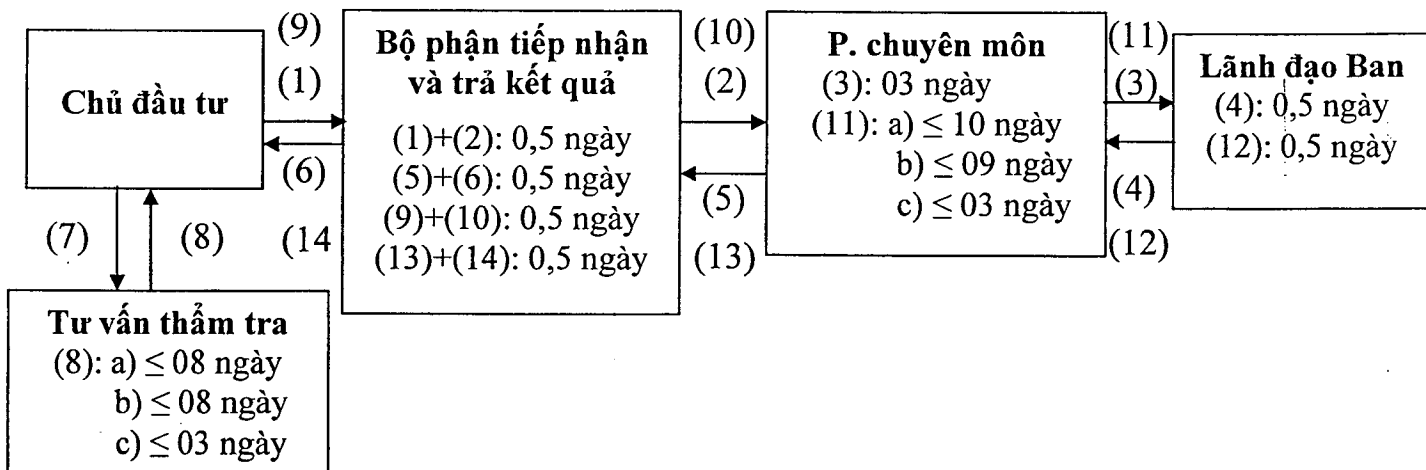 Chủ đầu tư
(9)
(1)
(6)
(14
(7)
(8)
Bộ phận tiếp nhận
và trả kết quả
(1)+(2): 0,5 ngày
(5)+(6): 0,5 ngày
(9)+(10): 0,5 ngày
(13)+(14): 0,5 ngày
(10)
(2)
(5)
(13)
P. chuyên môn
(3): 03 ngày
(11): a) ≤ 10 ngày
b) ≤ 09 ngày
c) ≤ 03 ngày
(11)
(3)
(4)
(12)
Lãnh đạo Ban
(4): 0,5 ngày
(12): 0,5 ngày
Tư vấn thẩm tra
(8): a) ≤ 08 ngày
b) ≤ 08 ngày
c) ≤ 03 ngày